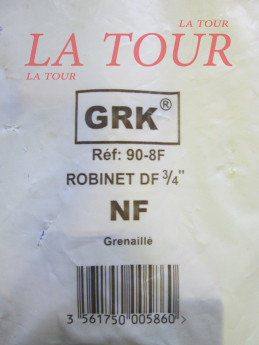 LA TOUR
LA TOUR
LA TOUR
GRK®
Réf: 90-8F
ROBINET DF 3/4"
NF
Grenaillé
3 561750 005860 >